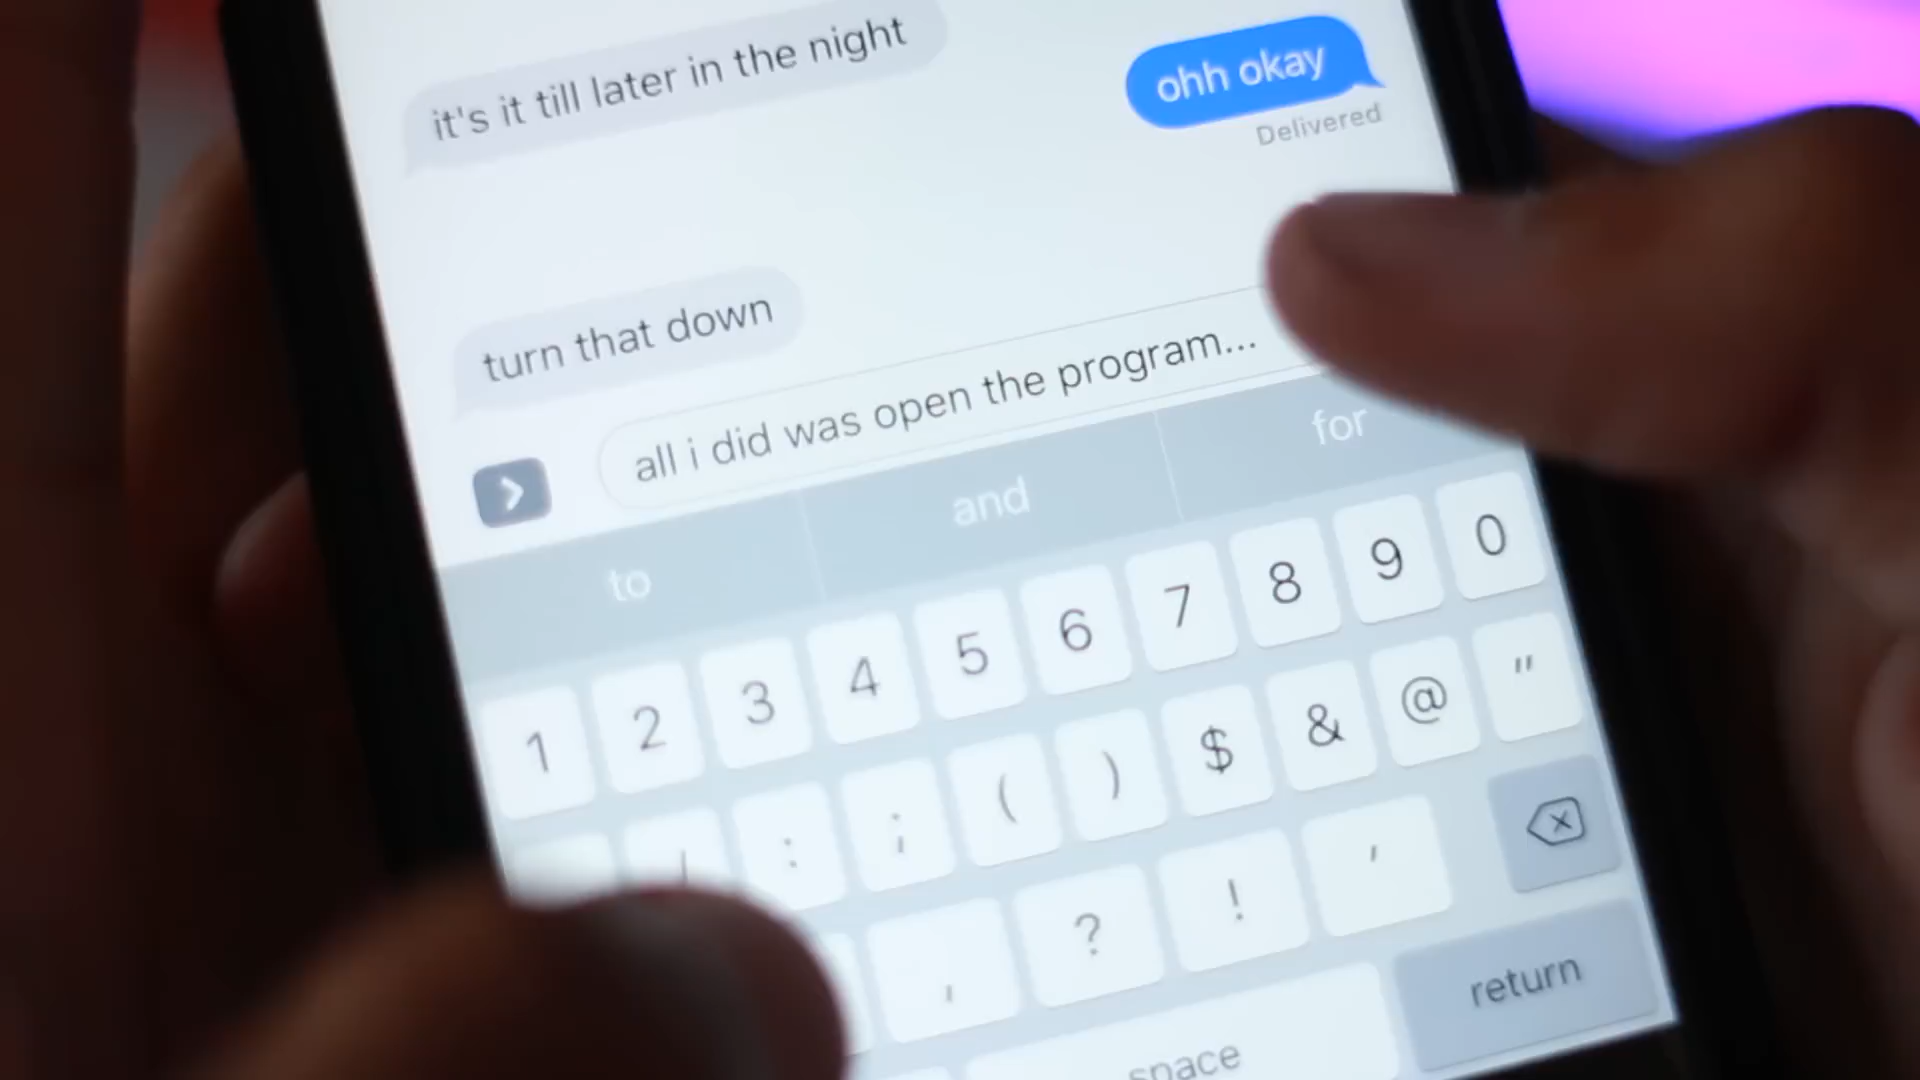 it's it till later in the night
ohh okay
Delivered
turn that down
all i did was open the program...
to and for
1 2 3 4 5 6 7 8 9 0
: ; ( ) $ & @ "
, ? ! '
space return